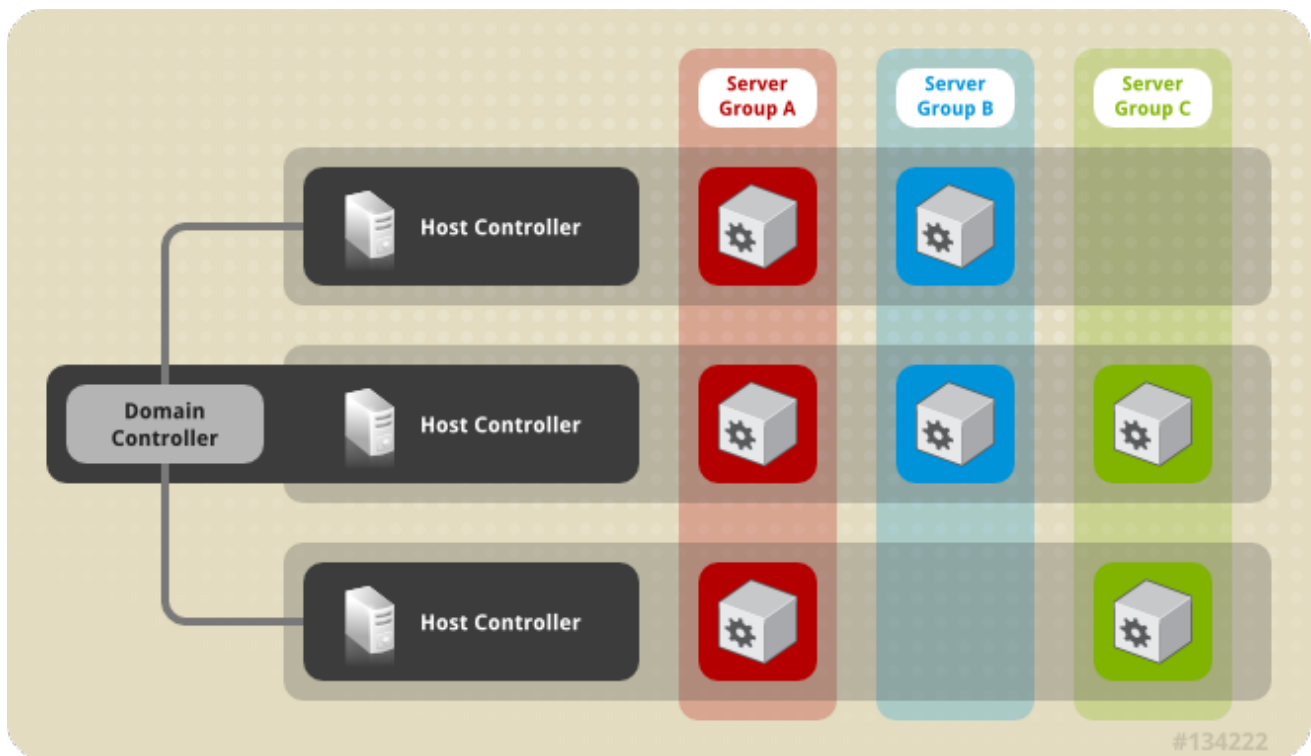 Server
Group A
Server
Group B
Server
Group C
Host Controller
Domain
Controller
Host Controller
Host Controller
#134222